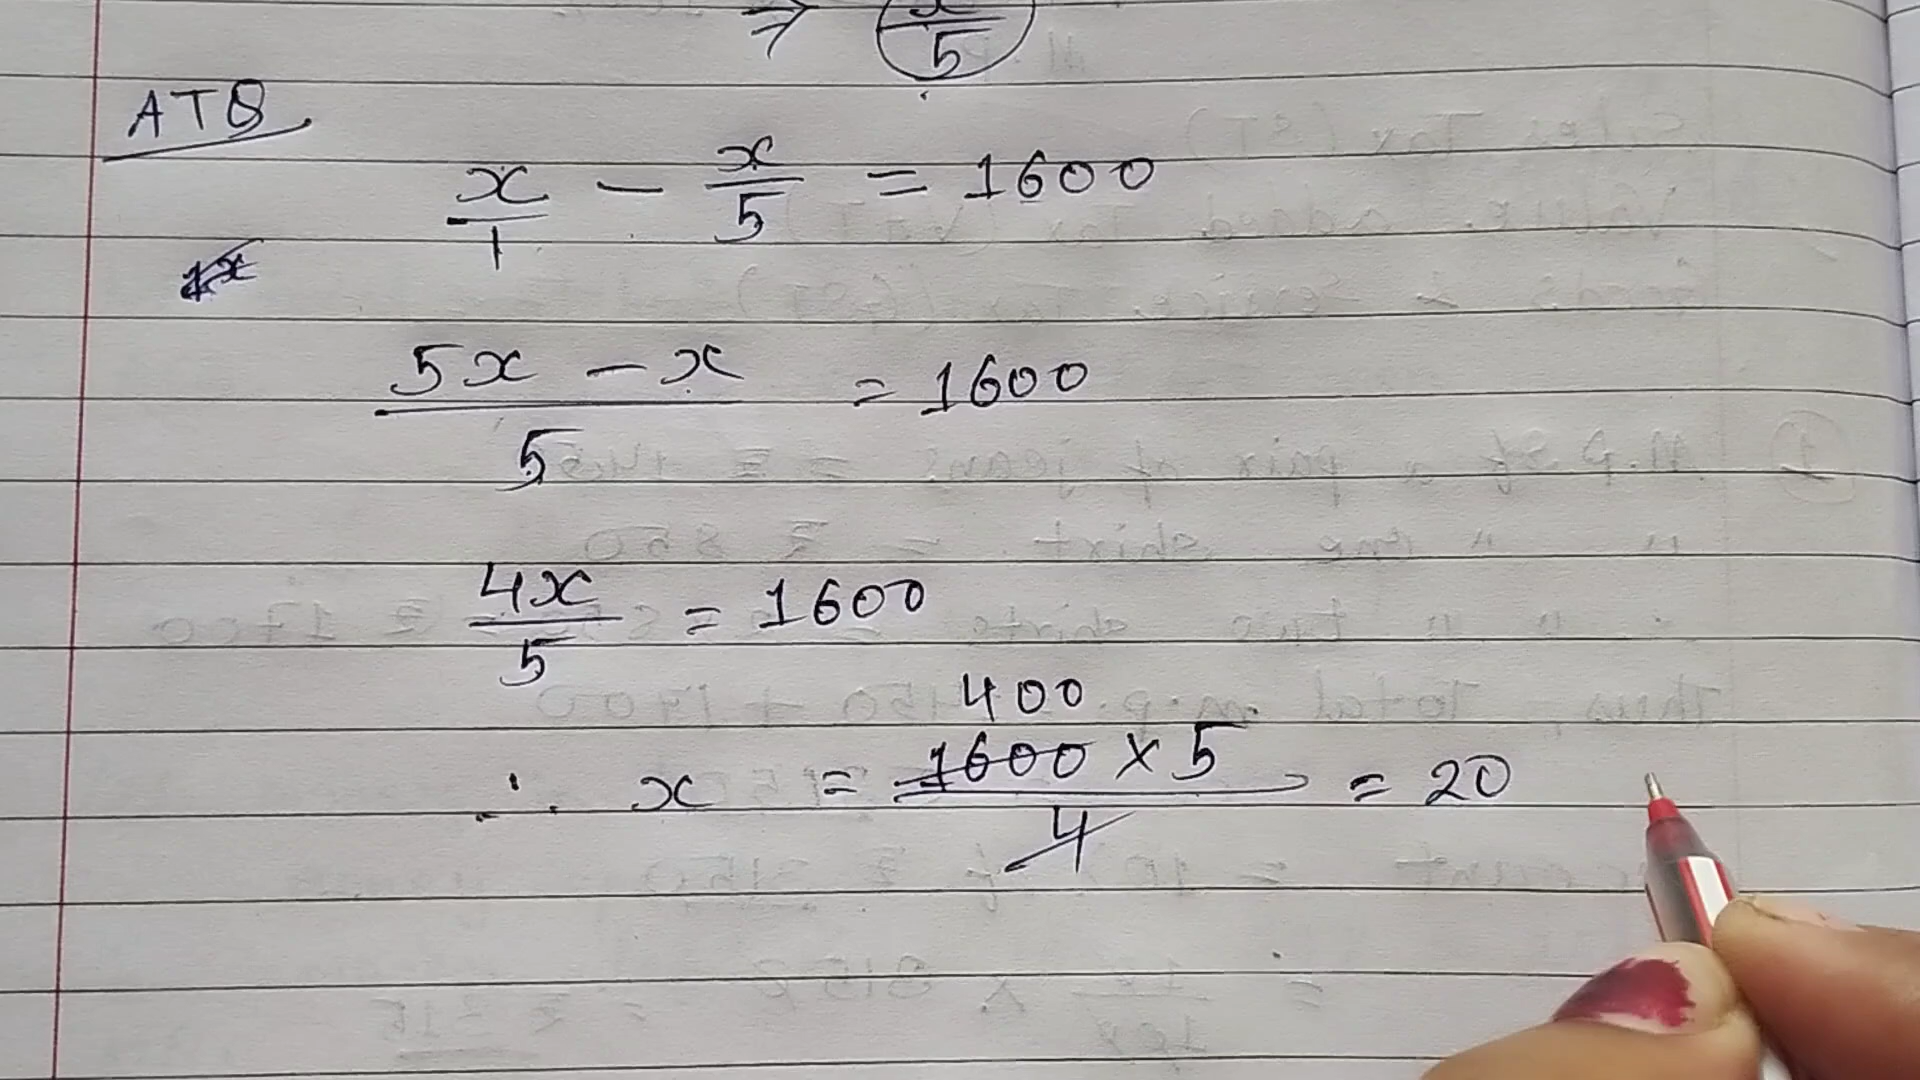 ⇒ x/5
ATQ
x/1 - x/5 = 1600
(5x - x)/5 = 1600
4x/5 = 1600
400
∴ x = (1600 × 5)/4 = 20